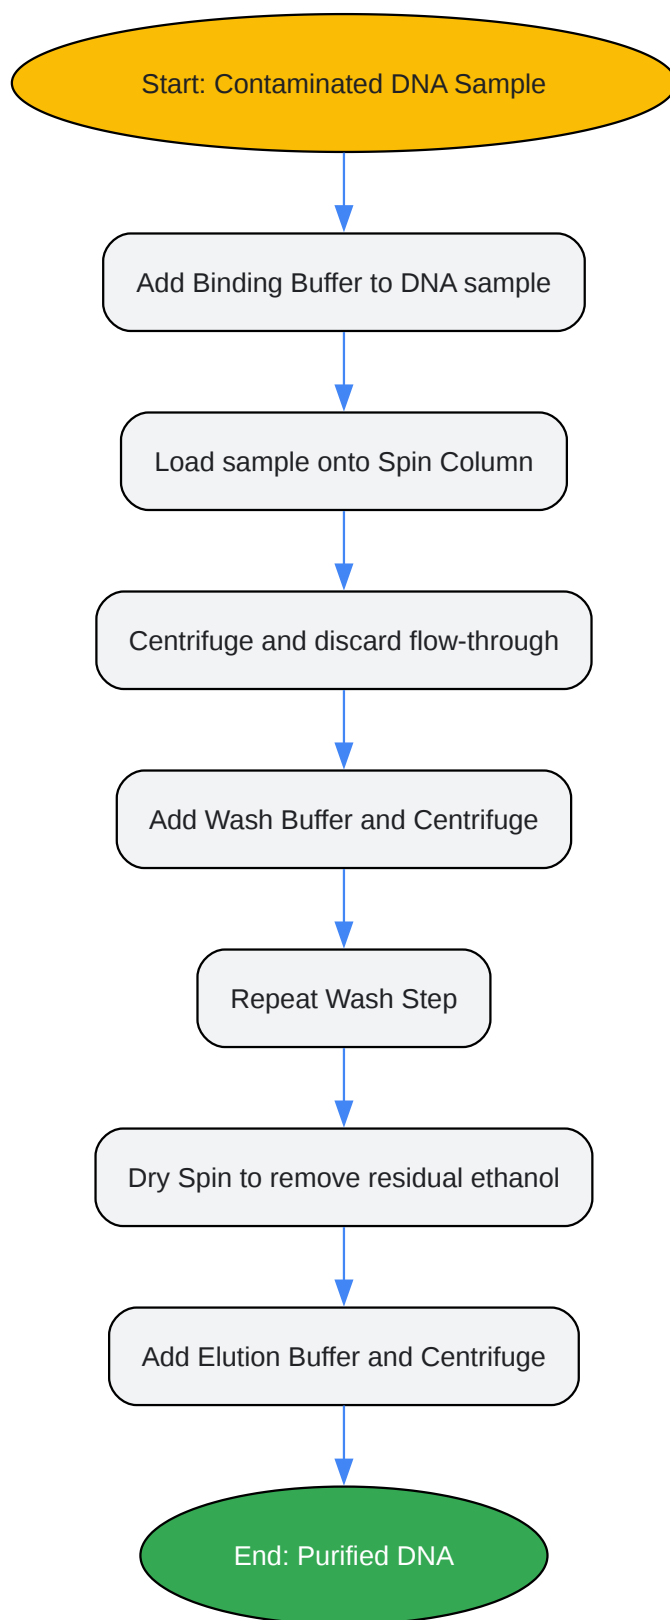 Start: Contaminated DNA Sample
Add Binding Buffer to DNA sample
Load sample onto Spin Column
Centrifuge and discard flow-through
Add Wash Buffer and Centrifuge
Repeat Wash Step
Dry Spin to remove residual ethanol
Add Elution Buffer and Centrifuge
End: Purified DNA